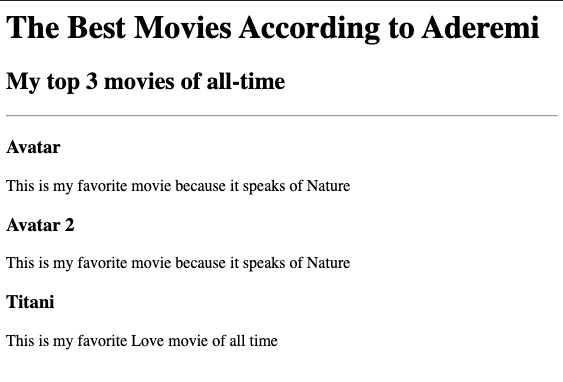 The Best Movies According to Aderemi
My top 3 movies of all-time
Avatar
This is my favorite movie because it speaks of Nature
Avatar 2
This is my favorite movie because it speaks of Nature
Titani
This is my favorite Love movie of all time